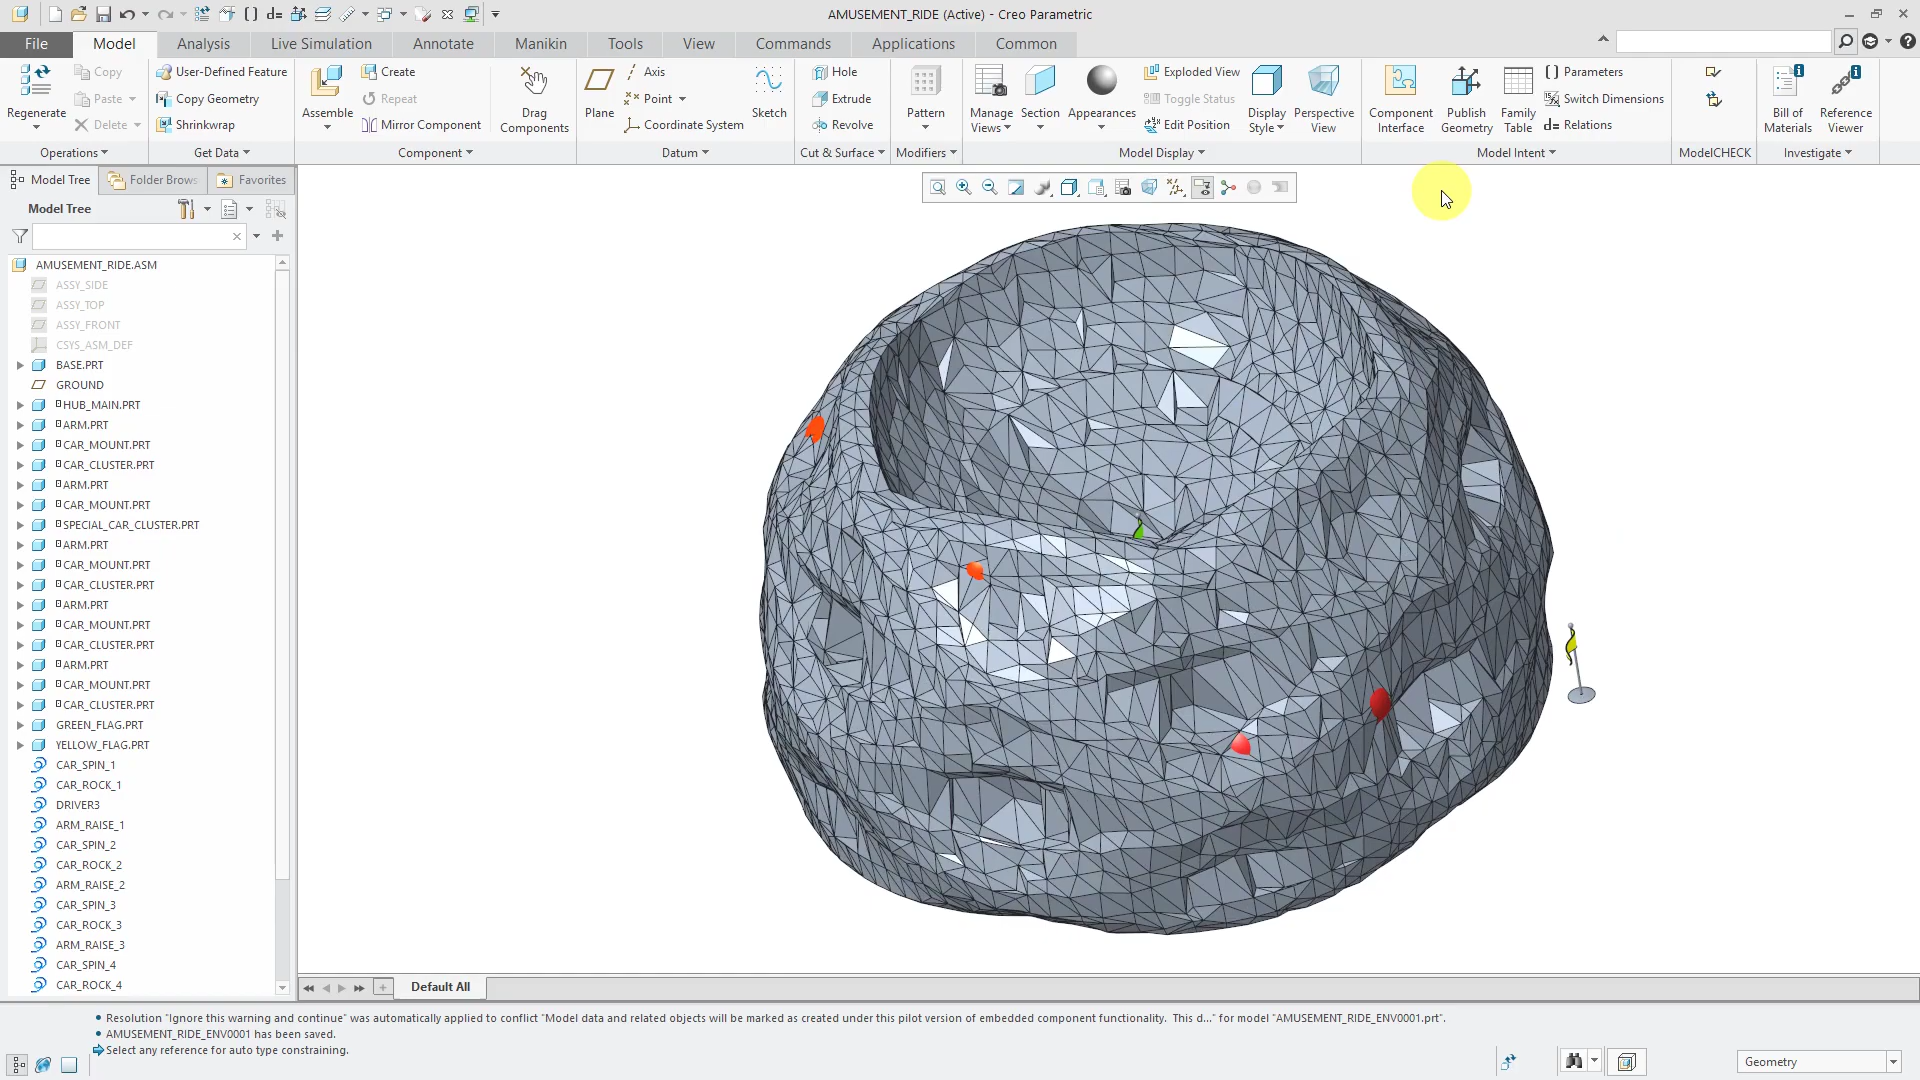 AMUSEMENT_RIDE (Active) - Creo Parametric
File Model Analysis Live Simulation Annotate Manikin Tools View Commands Applications Common
Regenerate
Copy
Paste
Delete
Operations
User-Defined Feature
Copy Geometry
Shrinkwrap
Get Data
Assemble
Create
Repeat
Mirror Component
Drag Components
Component
Plane
Axis
Point
Coordinate System
Sketch
Datum
Hole
Extrude
Revolve
Cut & Surface
Pattern
Modifiers
Manage Views
Section
Appearances
Exploded View
Toggle Status
Edit Position
Display Style
Perspective View
Model Display
Component Interface
Publish Geometry
Family Table
Parameters
Switch Dimensions
d= Relations
Model Intent
ModelCHECK
Bill of Materials
Reference Viewer
Investigate
Model Tree Folder Brows Favorites
Model Tree
AMUSEMENT_RIDE.ASM
ASSY_SIDE
ASSY_TOP
ASSY_FRONT
CSYS_ASM_DEF
BASE.PRT
GROUND
HUB_MAIN.PRT
ARM.PRT
CAR_MOUNT.PRT
CAR_CLUSTER.PRT
ARM.PRT
CAR_MOUNT.PRT
SPECIAL_CAR_CLUSTER.PRT
ARM.PRT
CAR_MOUNT.PRT
CAR_CLUSTER.PRT
ARM.PRT
CAR_MOUNT.PRT
CAR_CLUSTER.PRT
ARM.PRT
CAR_MOUNT.PRT
CAR_CLUSTER.PRT
GREEN_FLAG.PRT
YELLOW_FLAG.PRT
CAR_SPIN_1
CAR_ROCK_1
DRIVER3
ARM_RAISE_1
CAR_SPIN_2
CAR_ROCK_2
ARM_RAISE_2
CAR_SPIN_3
CAR_ROCK_3
ARM_RAISE_3
CAR_SPIN_4
CAR_ROCK_4
Default All
• Resolution "Ignore this warning and continue" was automatically applied to conflict "Model data and related objects will be marked as created under this pilot version of embedded component functionality. This d..." for model "AMUSEMENT_RIDE_ENV0001.prt".
• AMUSEMENT_RIDE_ENV0001 has been saved.
Select any reference for auto type constraining.
Geometry